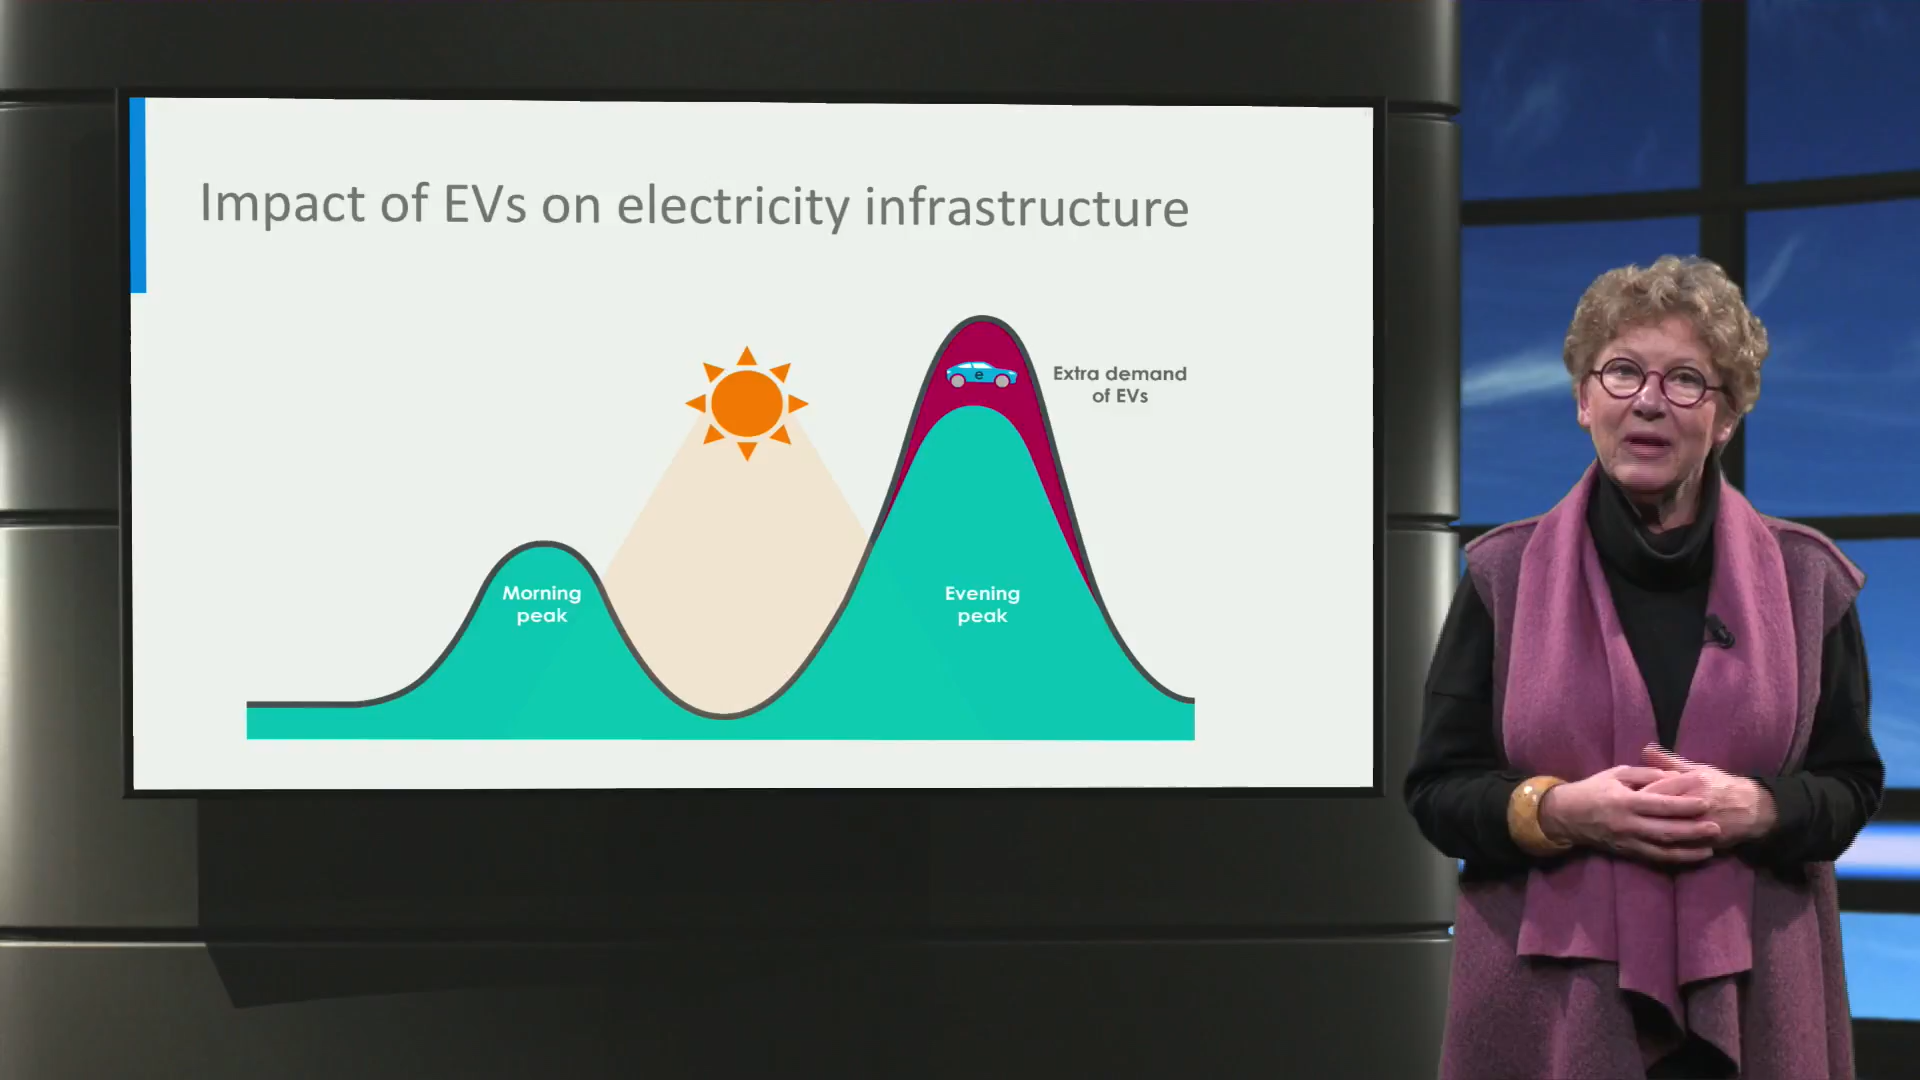 Impact of EVs on electricity infrastructure
e
Extra demand
of EVs
Morning
peak
Evening
peak